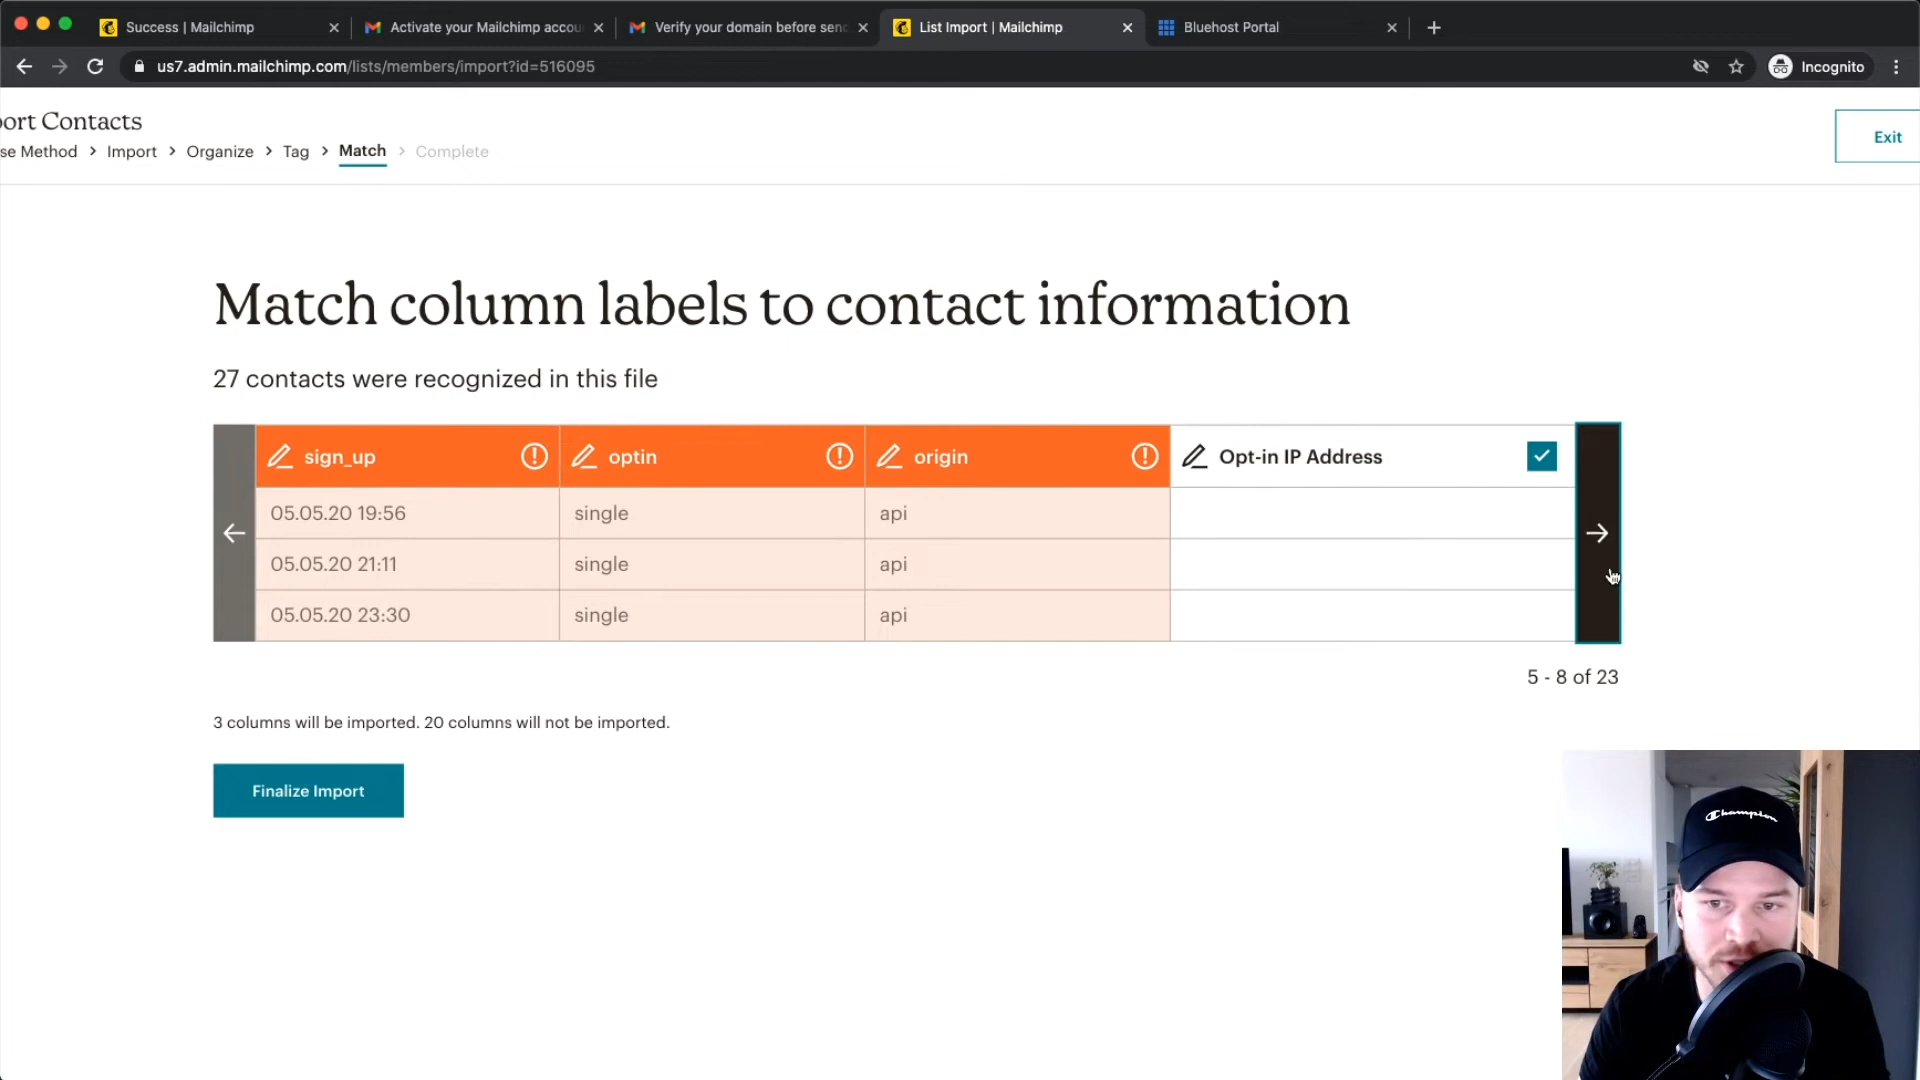 Success | Mailchimp
Activate your Mailchimp accou
Verify your domain before send
List Import | Mailchimp
Bluehost Portal
us7.admin.mailchimp.com/lists/members/import?id=516095
Incognito
ort Contacts
Exit
se Method > Import > Organize > Tag > Match > Complete
Match column labels to contact information
27 contacts were recognized in this file
sign_up optin origin Opt-in IP Address
05.05.20 19:56 single api
05.05.20 21:11 single api
05.05.20 23:30 single api
5 - 8 of 23
3 columns will be imported. 20 columns will not be imported.
Finalize Import
Champion